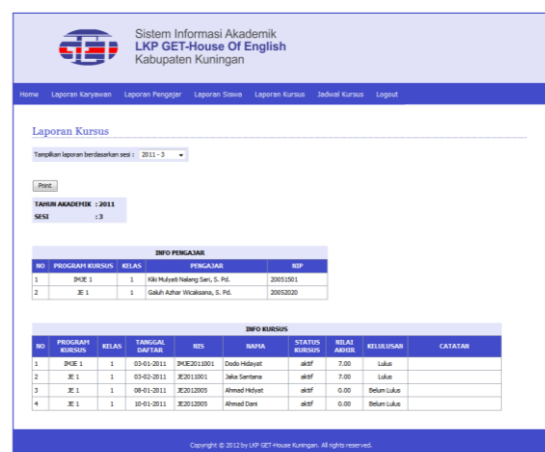 GET
Sistem Informasi Akademik
LKP GET-House Of English
Kabupaten Kuningan
Home Laporan Karyawan Laporan Pengajar Laporan Siswa Laporan Kursus Jadwal Kursus Logout
Laporan Kursus
Tampilkan laporan berdasarkan sesi : 2011 - 3
Print
TAHUN AKADEMIK : 2011
SESI : 3
INFO PENGAJAR
NO PROGRAM KURSUS KELAS PENGAJAR NIP
1 IMJE 1 1 Kiki Mulyati Nalang Sari, S. Pd. 20051501
2 JE 1 1 Galuh Azhar Wicaksana, S. Pd. 20052020
INFO KURSUS
NO PROGRAM KURSUS KELAS TANGGAL DAFTAR NIS NAMA STATUS KURSUS NILAI AKHIR KELULUSAN CATATAN
1 IMJE 1 1 03-01-2011 IMJE2011001 Dodo Hidayat aktif 7.00 Lulus
2 JE 1 1 03-02-2011 JE2011001 Jaka Santana aktif 7.00 Lulus
3 JE 1 1 08-01-2011 JE2012005 Ahmad Hidyat aktif 0.00 Belum Lulus
4 JE 1 1 10-01-2011 JE2012003 Ahmad Dani aktif 0.00 Belum Lulus
Copyright © 2012 by LKP GET-House Kuningan. All rights reserved.